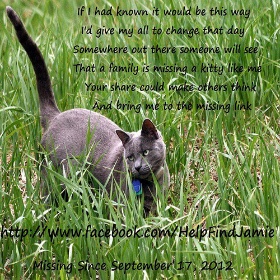 If I had known it would be this way
I'd give my all to change that day
Somewhere out there someone will see
That a family is missing a kitty like me
Your share could make others think
And bring me to the missing link
http://www.facebook.com/HelpFindJamie
Missing Since September 17, 2012